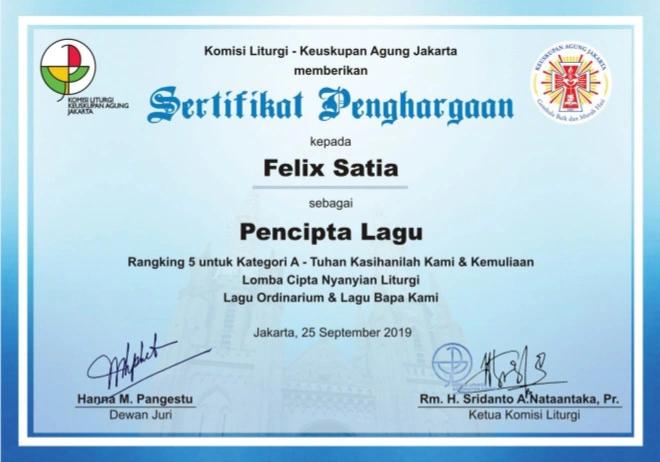 Komisi Liturgi - Keuskupan Agung Jakarta
memberikan
KOMISI LITURGI
KEUSKUPAN AGUNG
JAKARTA
KEUSKUPAN AGUNG JAKARTA
Gembala Baik dan Murah Hati
Sertifikat Penghargaan
kepada
Felix Satia
sebagai
Pencipta Lagu
Rangking 5 untuk Kategori A - Tuhan Kasihanilah Kami & Kemuliaan
Lomba Cipta Nyanyian Liturgi
Lagu Ordinarium & Lagu Bapa Kami
Jakarta, 25 September 2019
Hanna M. Pangestu
Dewan Juri
Rm. H. Sridanto A.Nataantaka, Pr.
Ketua Komisi Liturgi